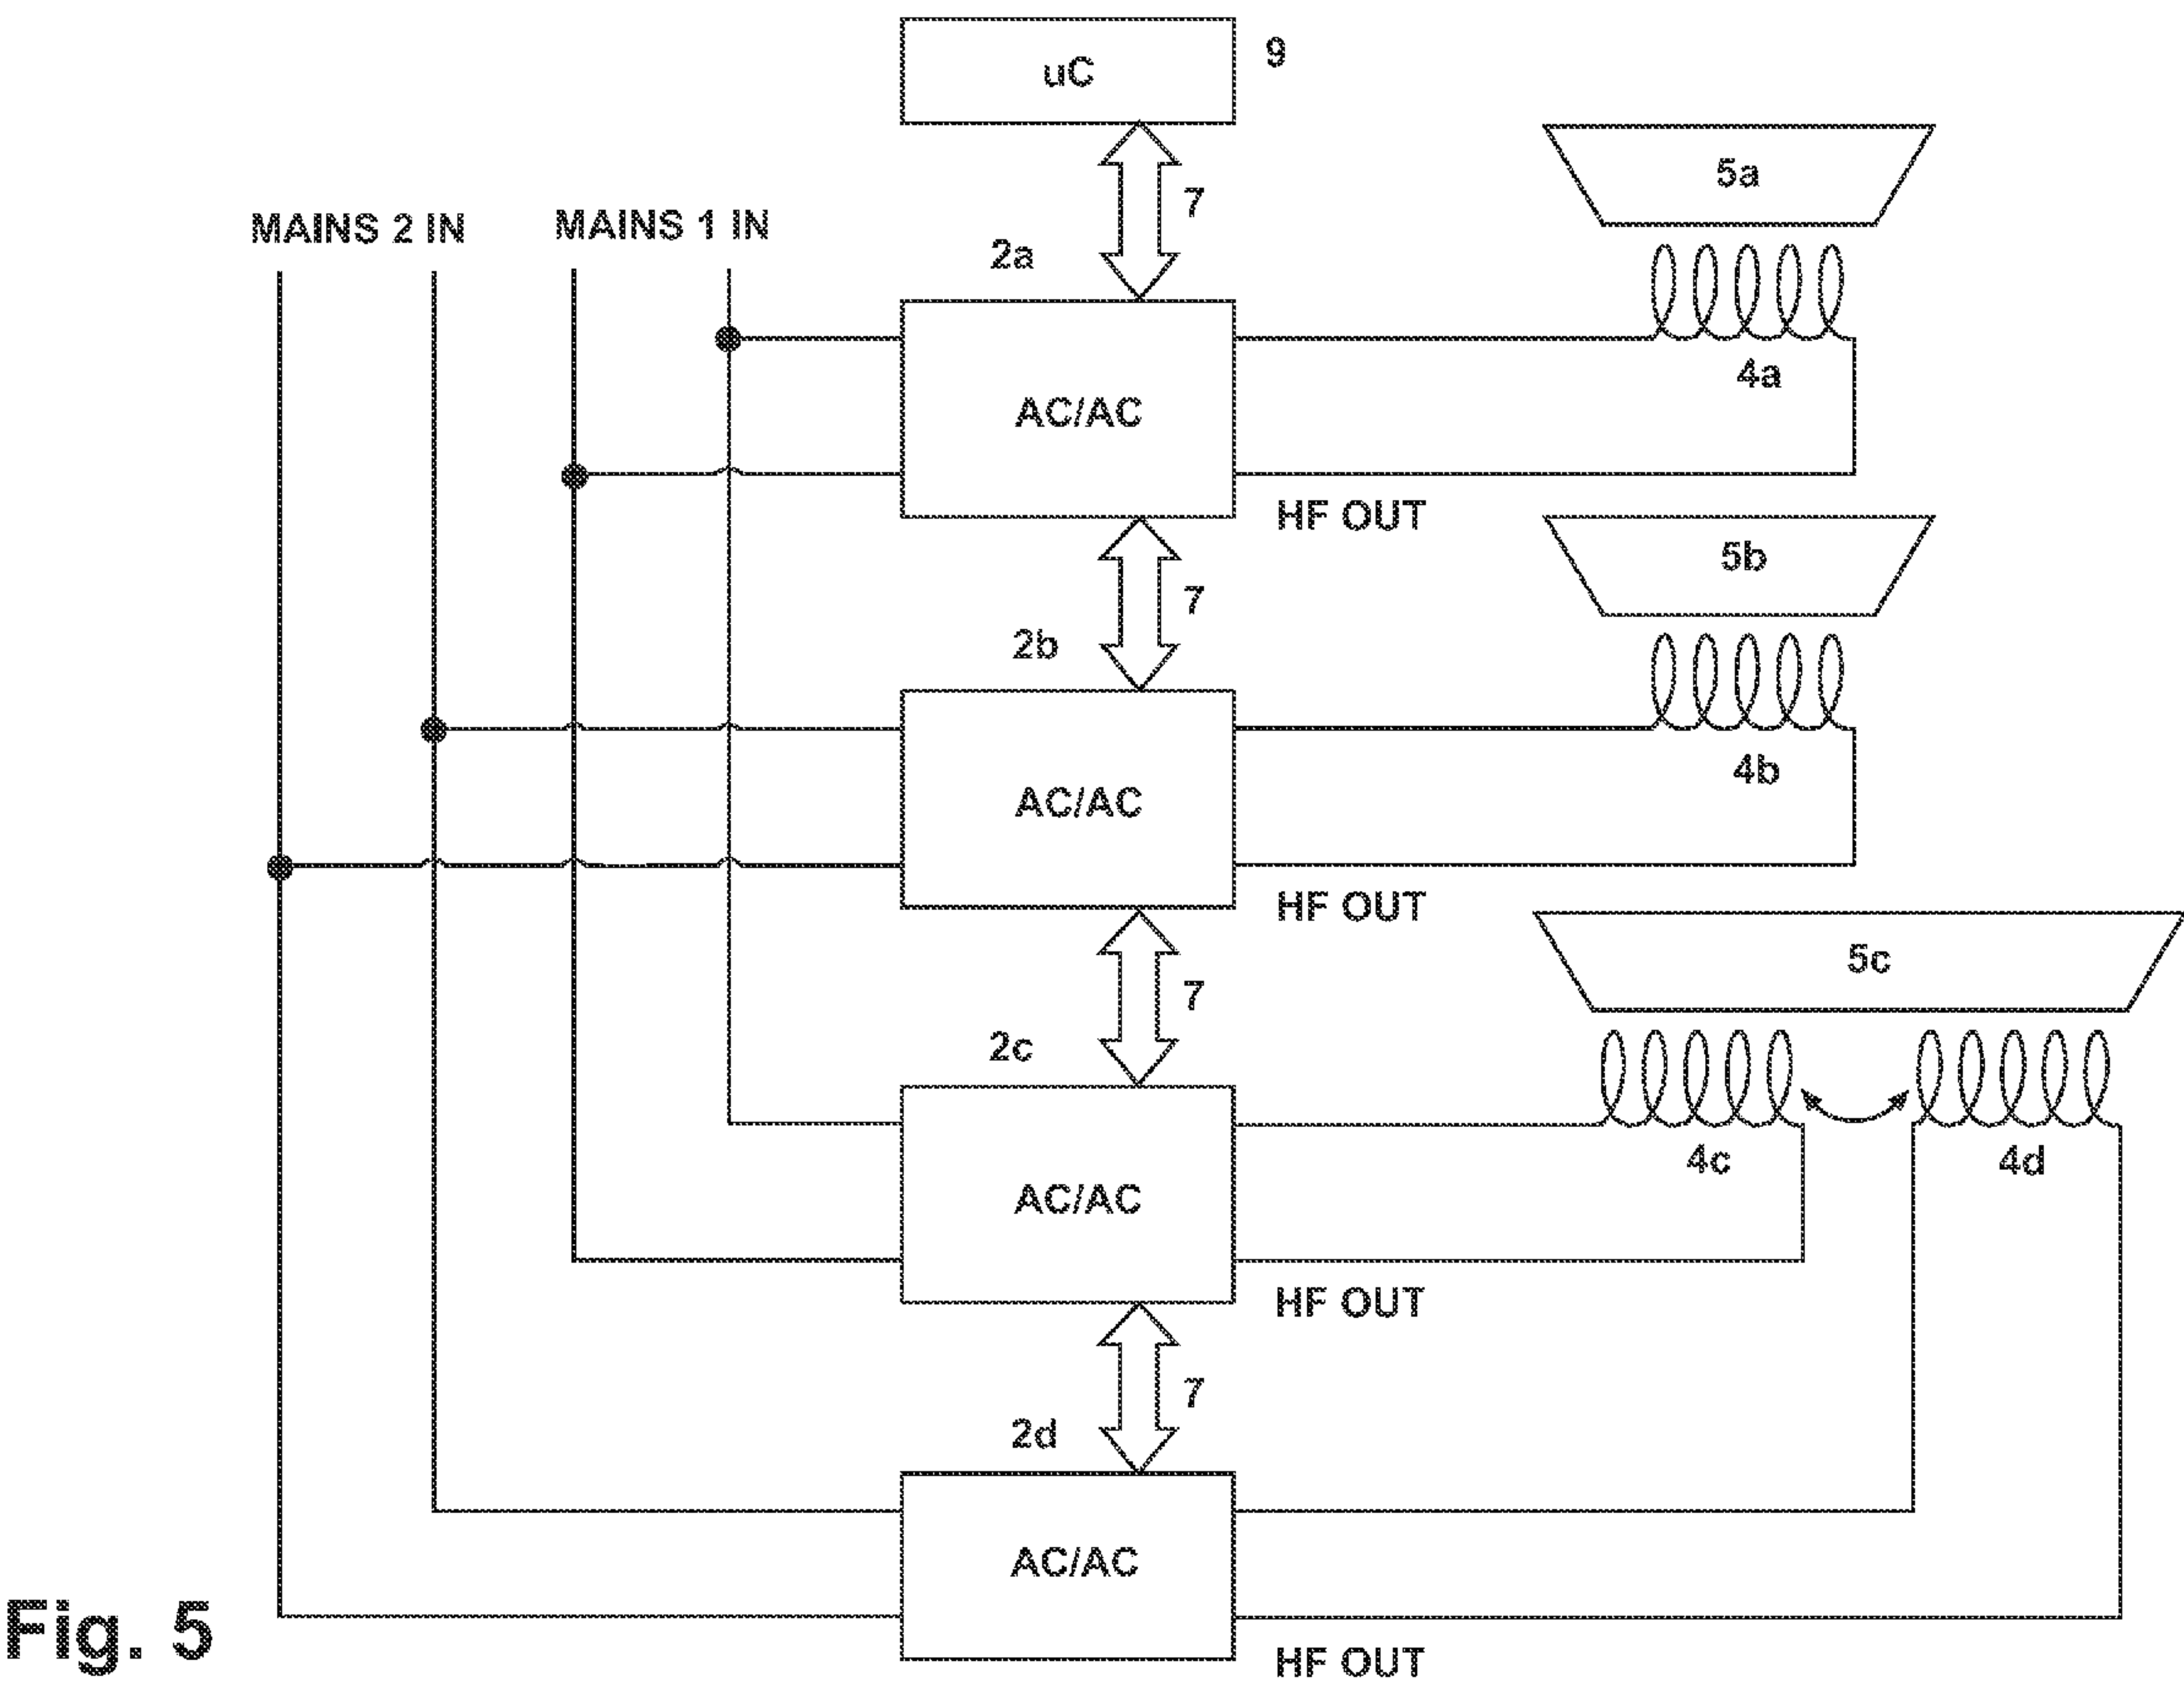 uC
9
5a
7
MAINS 2 IN
MAINS 1 IN
2a
4a
AC/AC
HF OUT
5b
7
2b
4b
AC/AC
HF OUT
5c
7
2c
4c
4d
AC/AC
HF OUT
7
2d
AC/AC
HF OUT
Fig. 5